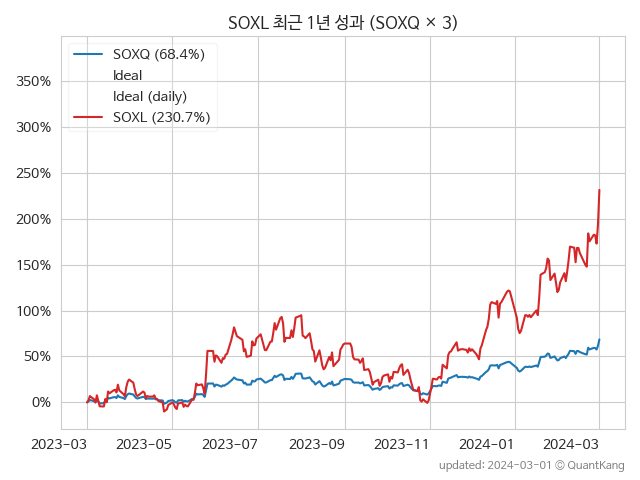 SOXL 최근 1년 성과 (SOXQ × 3)
SOXQ (68.4%)
Ideal
Ideal (daily)
SOXL (230.7%)
350%
300%
250%
200%
150%
100%
50%
0%
2023-03 2023-05 2023-07 2023-09 2023-11 2024-01 2024-03
updated: 2024-03-01 © QuantKang